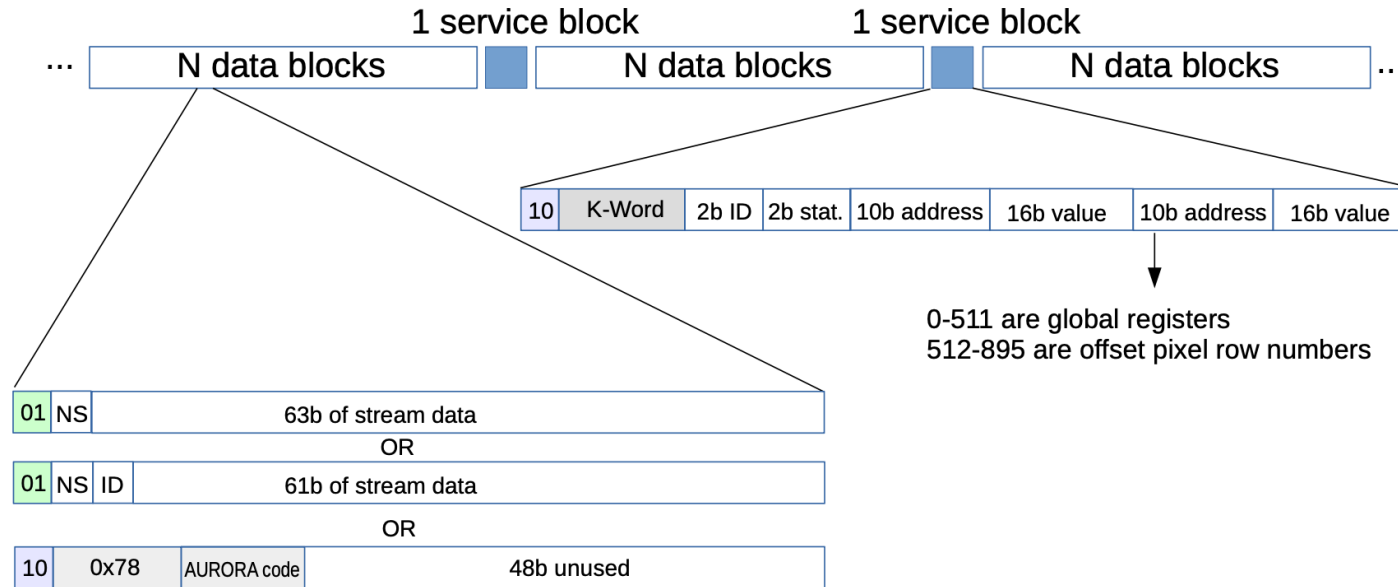 1 service block 1 service block
... N data blocks N data blocks N data blocks ..
10 K-Word 2b ID 2b stat. 10b address 16b value 10b address 16b value
0-511 are global registers
512-895 are offset pixel row numbers
01 NS 63b of stream data
OR
01 NS ID 61b of stream data
OR
10 0x78 AURORA code 48b unused